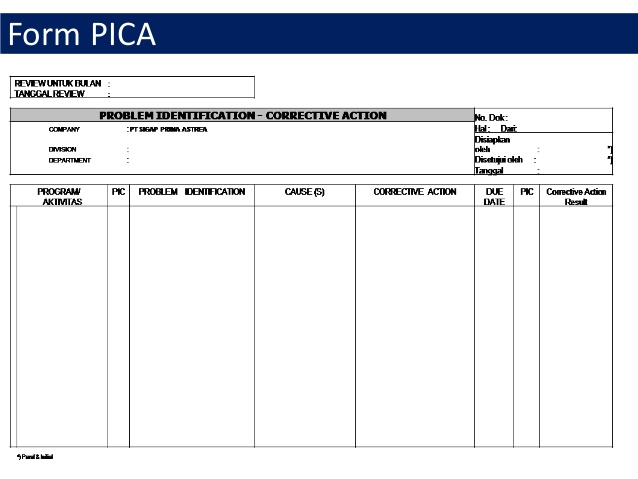 Form PICA
REVIEW UNTUK BULAN :
TANGGAL REVIEW :
PROBLEM IDENTIFICATION - CORRECTIVE ACTION
COMPANY : PT SIGAP PRIMA ASTREA
DIVISION :
DEPARTMENT :
No. Dok :
Hal : Dari:
Disiapkan
oleh : *)
Disetujui oleh : *)
Tanggal :
PROGRAM/
AKTIVITAS
PIC
PROBLEM IDENTIFICATION
CAUSE (S)
CORRECTIVE ACTION
DUE
DATE
PIC
Corrective Action
Result
*) Paraf & Initial